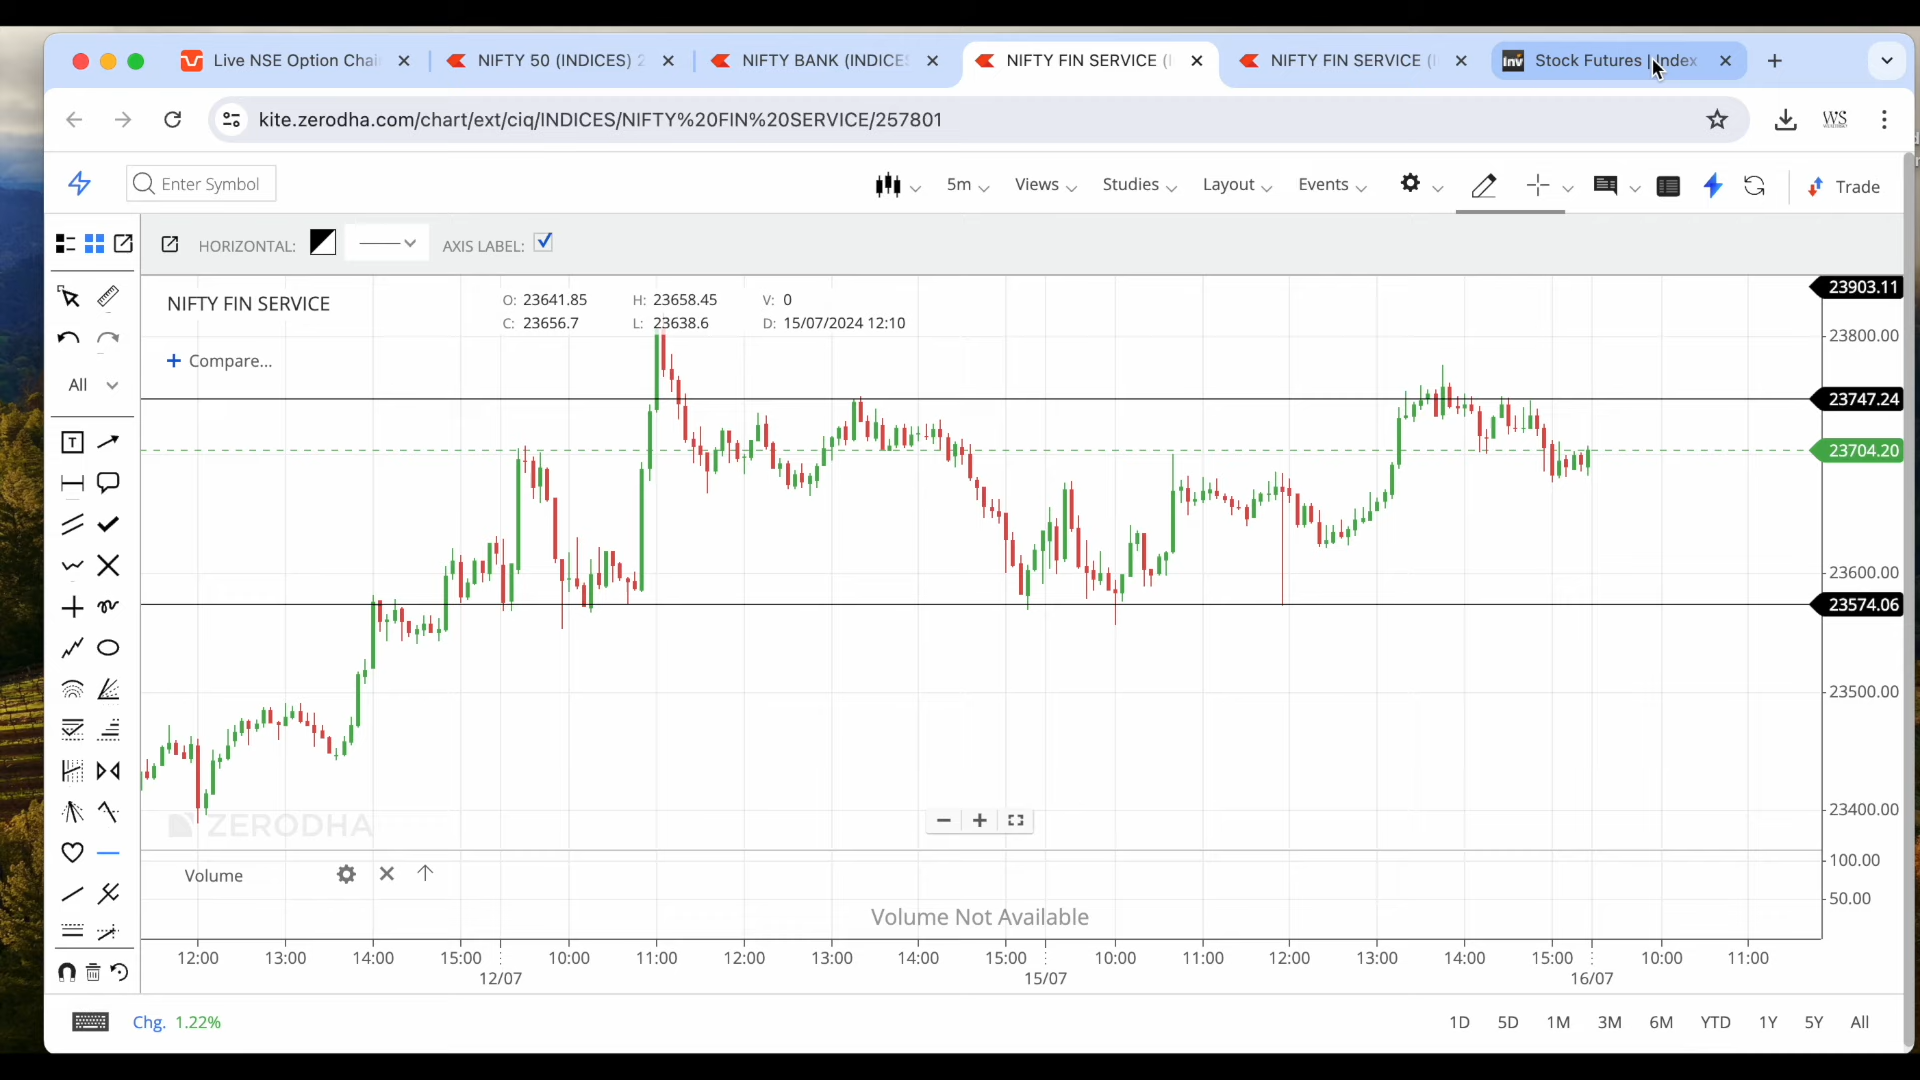 Live NSE Option Chai
NIFTY 50 (INDICES) 2
NIFTY BANK (INDICES
NIFTY FIN SERVICE (I
NIFTY FIN SERVICE (I
Inv Stock Futures | Index
kite.zerodha.com/chart/ext/ciq/INDICES/NIFTY%20FIN%20SERVICE/257801
WS
Enter Symbol
5m
Views
Studies
Layout
Events
Trade
HORIZONTAL:
AXIS LABEL:
NIFTY FIN SERVICE
O: 23641.85 H: 23658.45 V: 0
C: 23656.7 L: 23638.6 D: 15/07/2024 12:10
+ Compare...
All
T
23903.11
23800.00
23747.24
23704.20
23600.00
23574.06
23500.00
23400.00
ZERODHA
100.00
50.00
Volume
Volume Not Available
12:00 13:00 14:00 15:00 10:00 11:00 12:00 13:00 14:00 15:00 10:00 11:00 12:00 13:00 14:00 15:00 10:00 11:00
12/07 15/07 16/07
Chg. 1.22%
1D 5D 1M 3M 6M YTD 1Y 5Y All